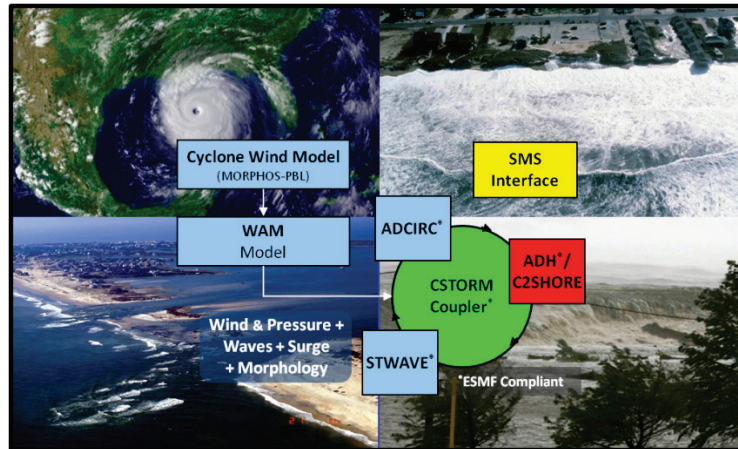 Cyclone Wind Model
(MORPHOS-PBL)
SMS
Interface
WAM
Model
ADCIRC*
ADH*/
C2SHORE
CSTORM
Coupler*
Wind & Pressure +
Waves + Surge
+ Morphology
STWAVE*
*ESMF Compliant